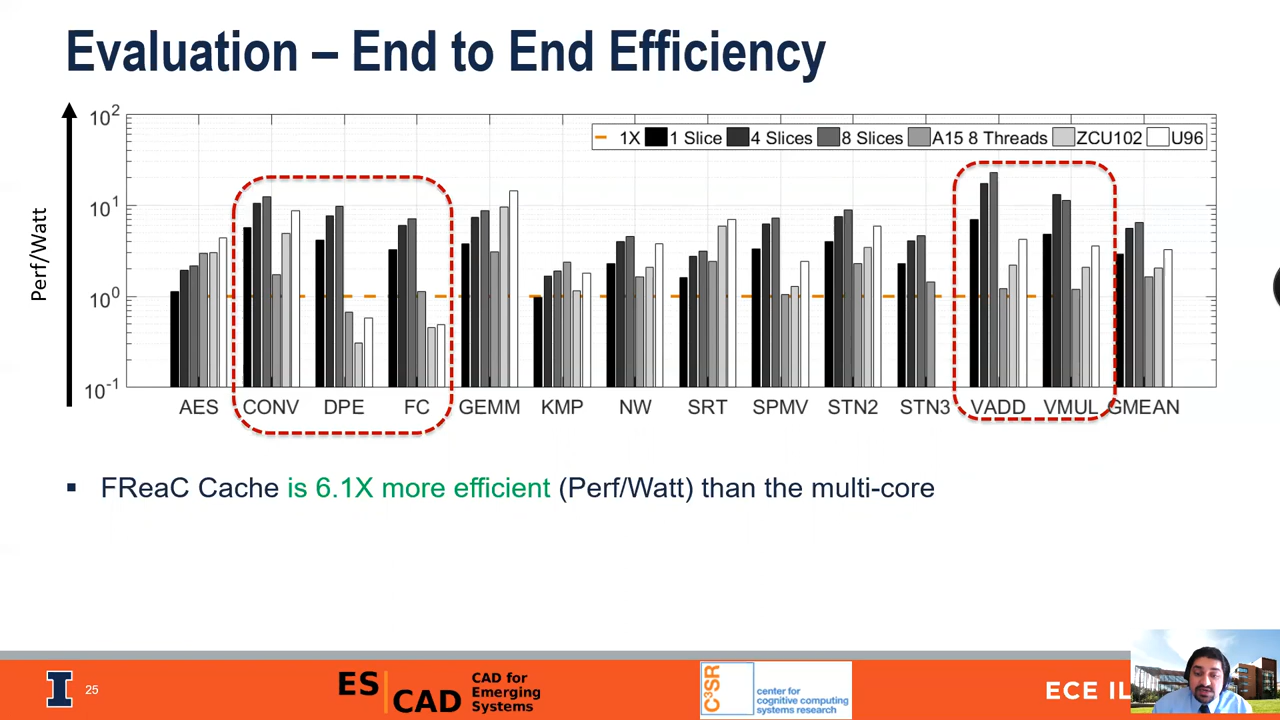 Evaluation – End to End Efficiency
Perf/Watt
10²
10¹
10⁰
10⁻¹
1X 1 Slice 4 Slices 8 Slices A15 8 Threads ZCU102 U96
AES CONV DPE FC GEMM KMP NW SRT SPMV STN2 STN3 VADD VMUL GMEAN
▪ FReaC Cache is 6.1X more efficient (Perf/Watt) than the multi-core
I
25
ES CAD
CAD for
Emerging
Systems
C³SR
center for
cognitive computing
systems research
ECE IL